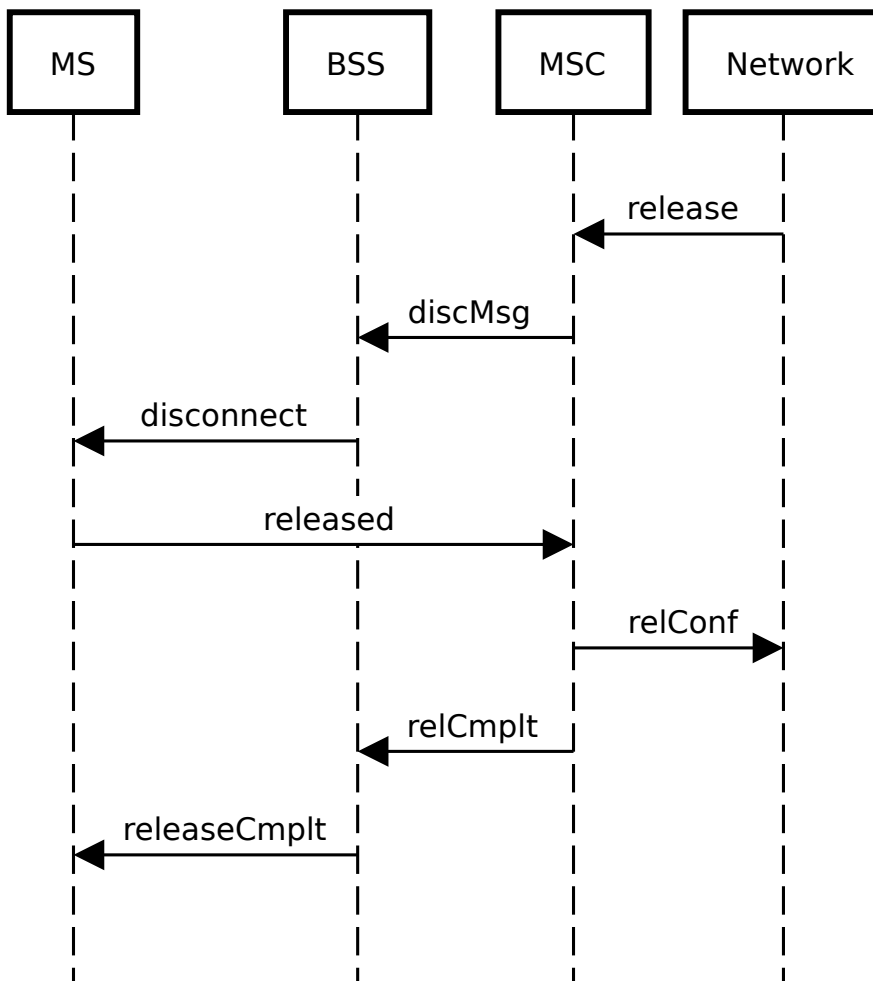 MS
BSS
MSC
Network
release
discMsg
disconnect
released
relConf
relCmplt
releaseCmplt